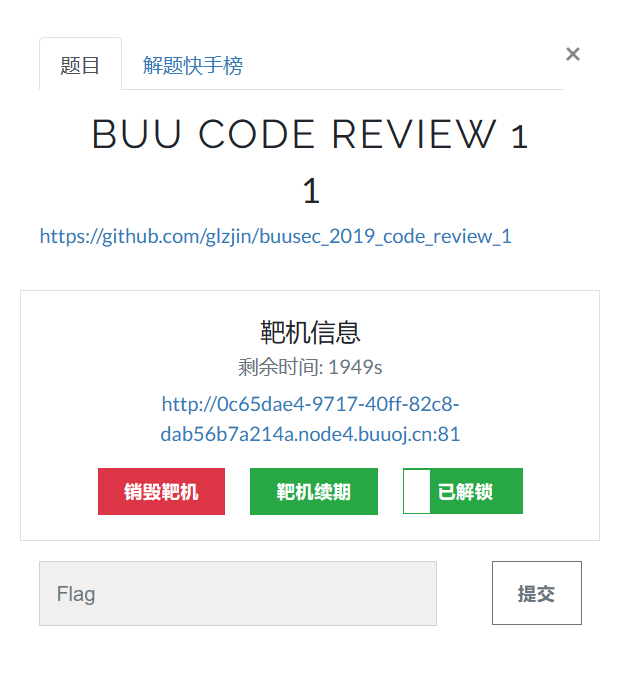 题目 解题快手榜 ×
BUU CODE REVIEW 1
1
https://github.com/glzjin/buusec_2019_code_review_1
靶机信息
剩余时间: 1949s
http://0c65dae4-9717-40ff-82c8-
dab56b7a214a.node4.buuoj.cn:81
销毁靶机 靶机续期 已解锁
Flag 提交